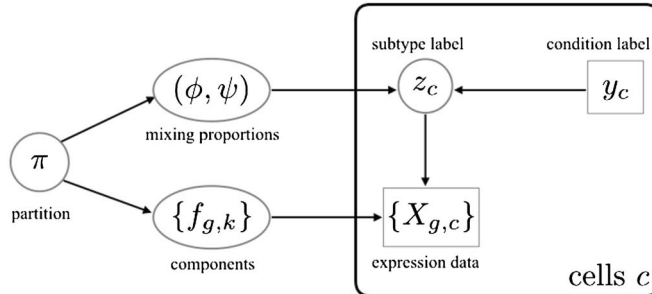 subtype label
condition label
(ϕ, ψ)
z_c
y_c
mixing proportions
π
partition
{f_{g,k}}
{X_{g,c}}
components
expression data
cells c